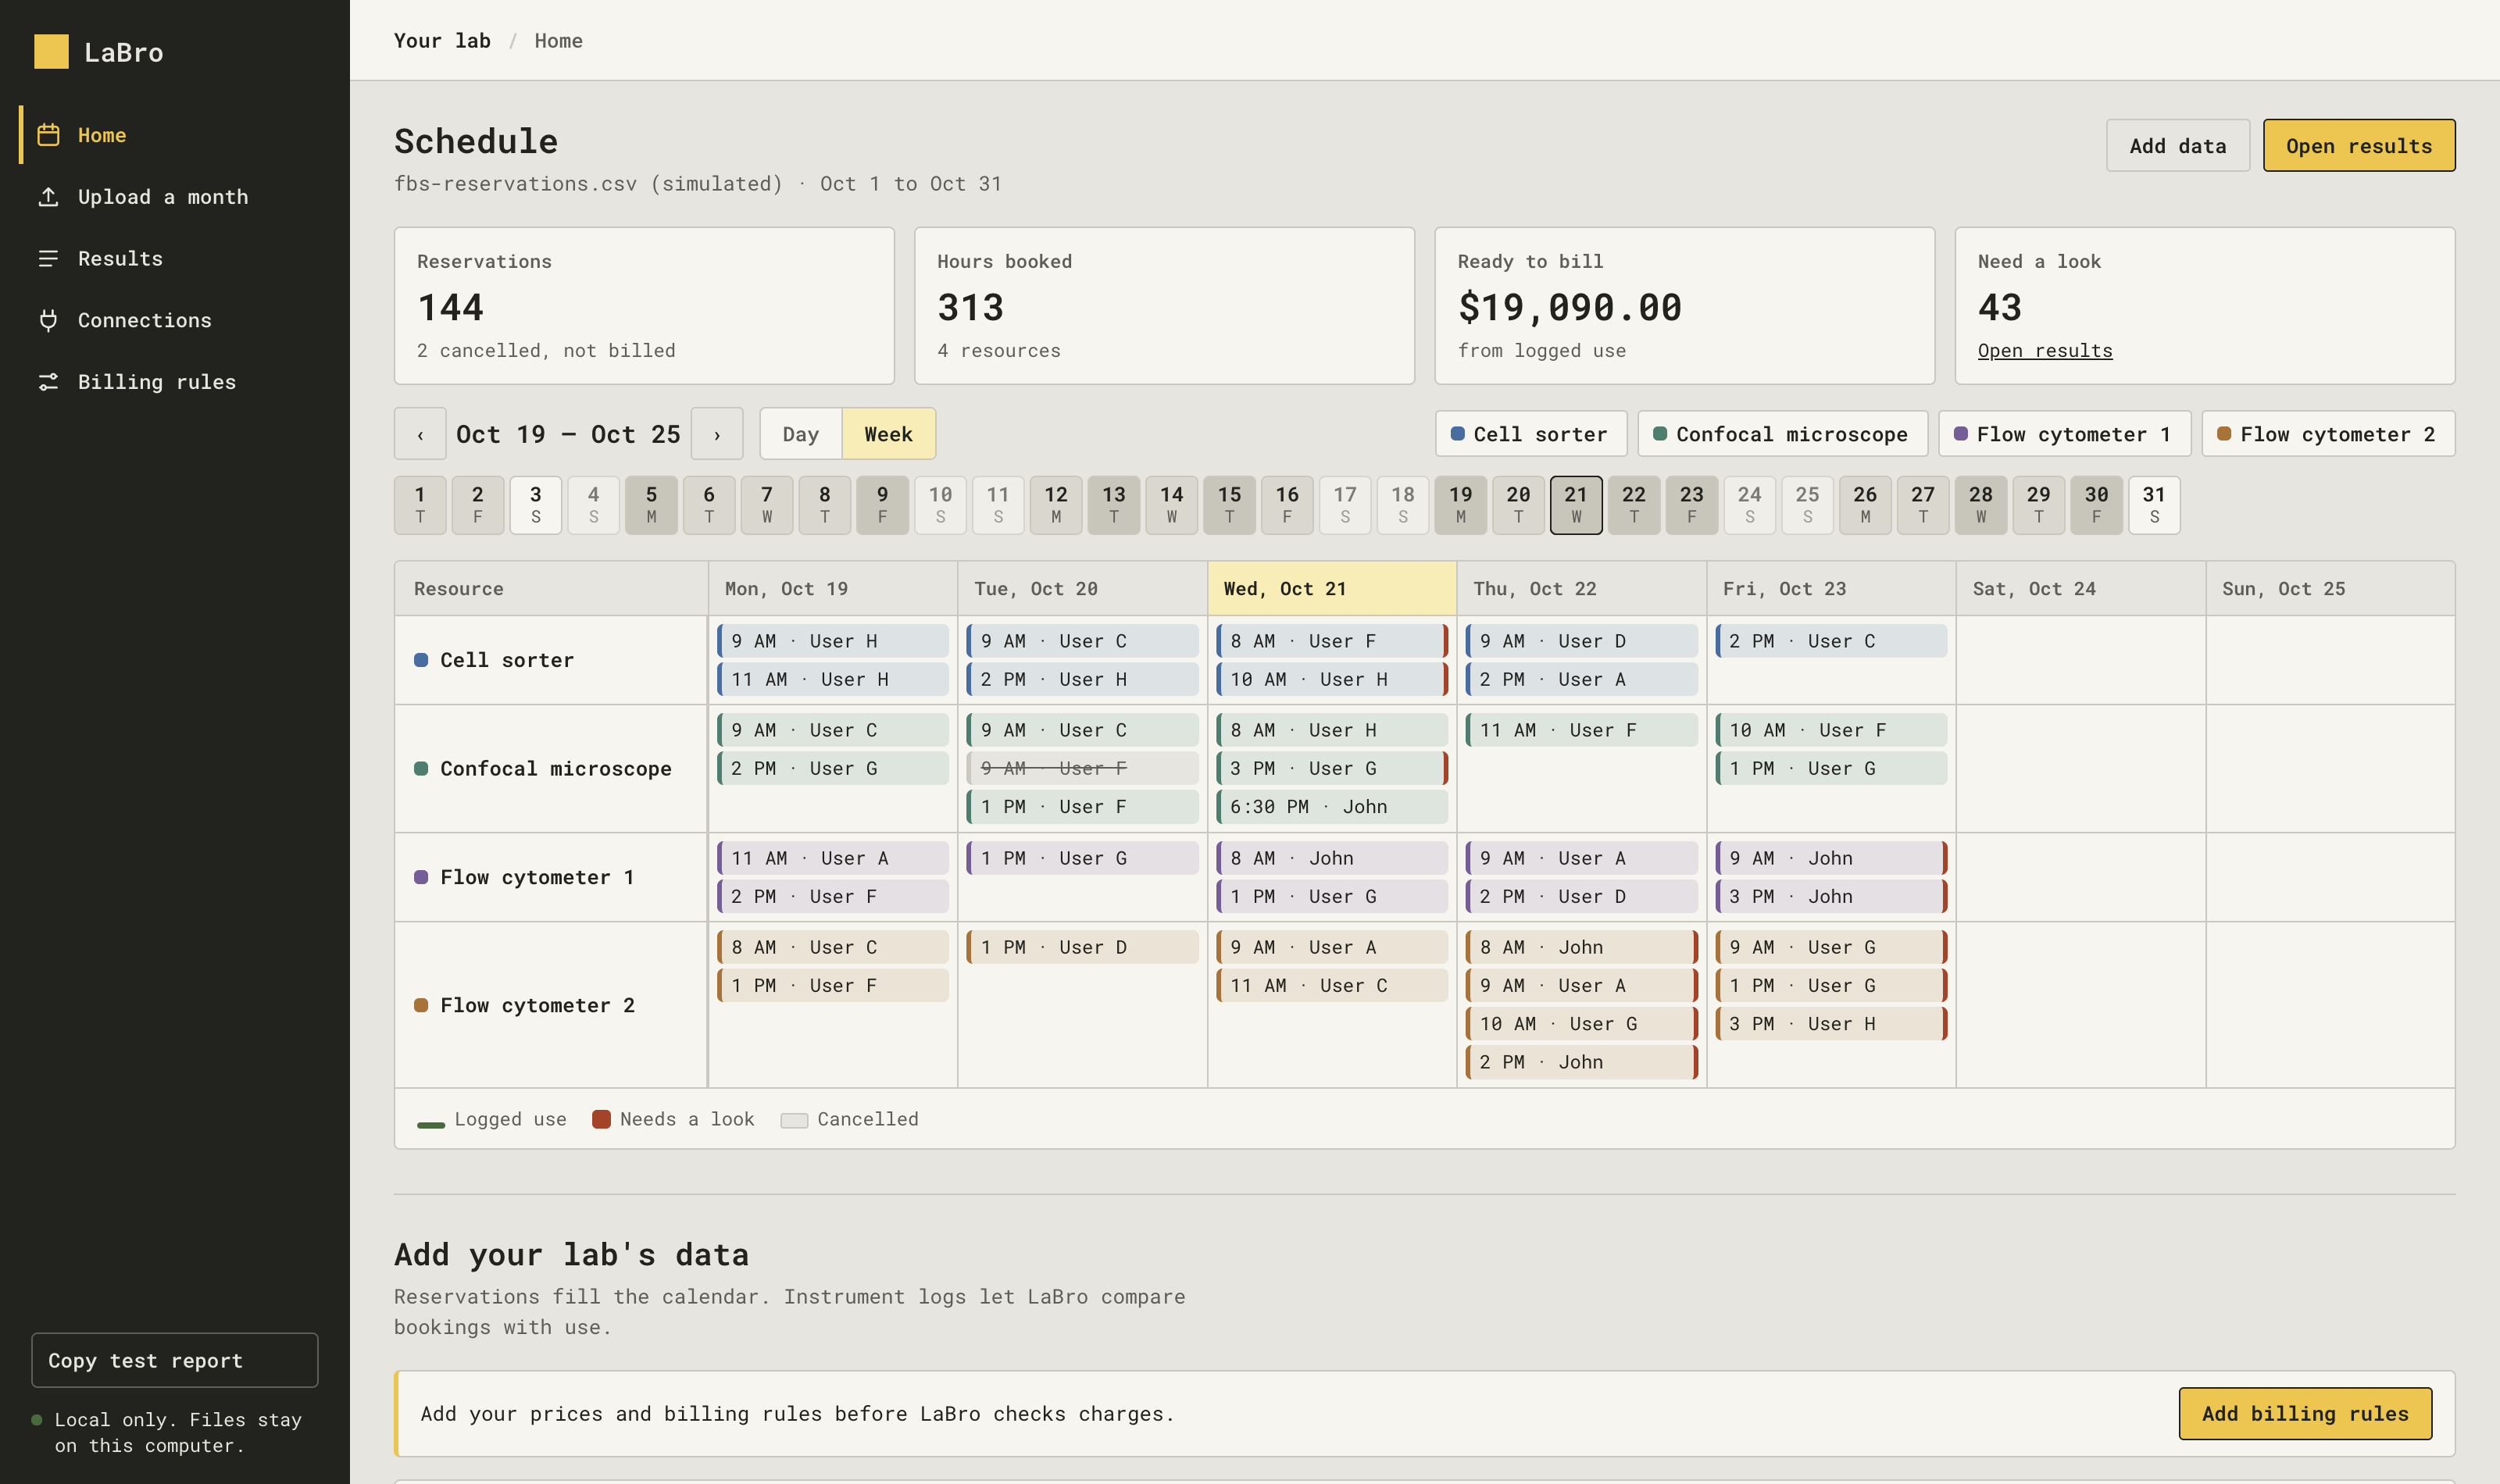 LaBro
Home
Upload a month
Results
Connections
Billing rules
Copy test report
Local only. Files stay
on this computer.
Your lab / Home
Schedule
fbs-reservations.csv (simulated) · Oct 1 to Oct 31
Add data
Open results
Reservations
144
2 cancelled, not billed
Hours booked
313
4 resources
Ready to bill
$19,090.00
from logged use
Need a look
43
Open results
‹ Oct 19 – Oct 25 ›
Day Week
Cell sorter Confocal microscope Flow cytometer 1 Flow cytometer 2
1 2 3 4 5 6 7 8 9 10 11 12 13 14 15 16 17 18 19 20 21 22 23 24 25 26 27 28 29 30 31
T F S S M T W T F S S M T W T F S S M T W T F S S M T W T F S
Resource Mon, Oct 19 Tue, Oct 20 Wed, Oct 21 Thu, Oct 22 Fri, Oct 23 Sat, Oct 24 Sun, Oct 25
Cell sorter
9 AM · User H
11 AM · User H
9 AM · User C
2 PM · User H
8 AM · User F
10 AM · User H
9 AM · User D
2 PM · User A
2 PM · User C
Confocal microscope
9 AM · User C
2 PM · User G
9 AM · User C
9 AM · User F
1 PM · User F
8 AM · User H
3 PM · User G
6:30 PM · John
11 AM · User F
10 AM · User F
1 PM · User G
Flow cytometer 1
11 AM · User A
2 PM · User F
1 PM · User G
8 AM · John
1 PM · User G
9 AM · User A
2 PM · User D
9 AM · John
3 PM · John
Flow cytometer 2
8 AM · User C
1 PM · User F
1 PM · User D
9 AM · User A
11 AM · User C
8 AM · John
9 AM · User A
10 AM · User G
2 PM · John
9 AM · User G
1 PM · User G
3 PM · User H
Logged use Needs a look Cancelled
Add your lab's data
Reservations fill the calendar. Instrument logs let LaBro compare
bookings with use.
Add your prices and billing rules before LaBro checks charges.
Add billing rules